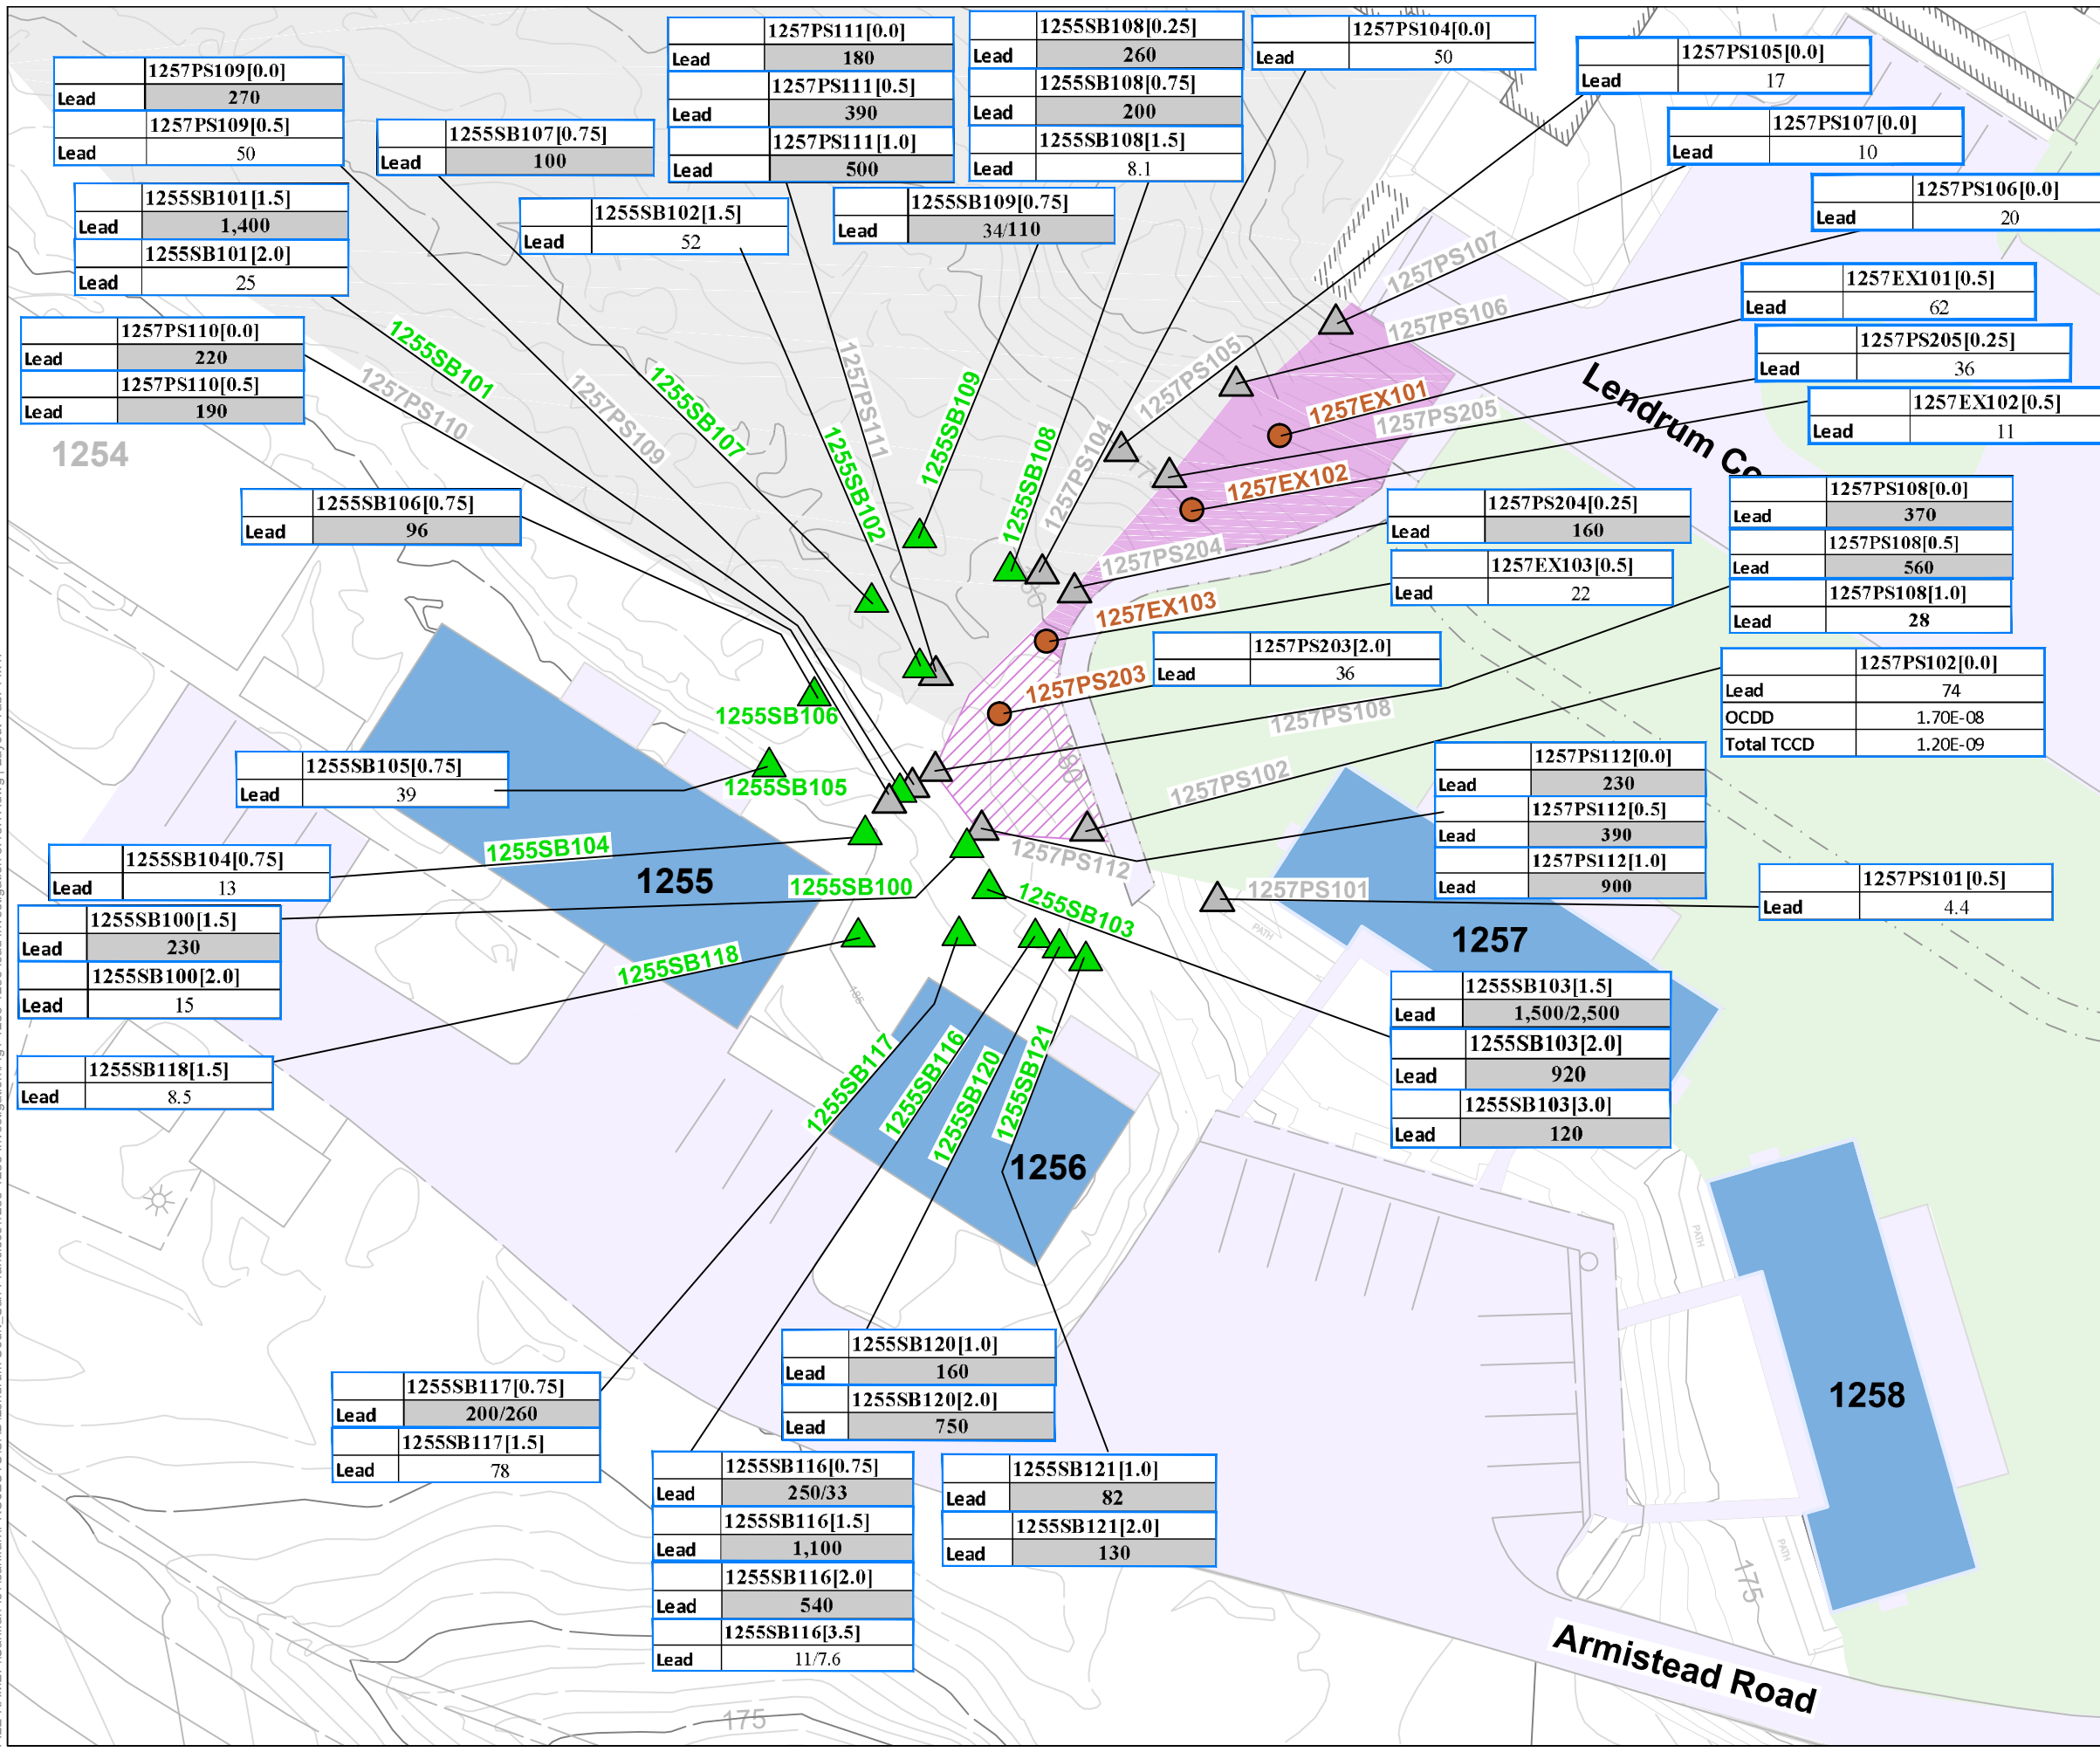 1257PS109[0.0]
Lead 270
1257PS109[0.5]
Lead 50
1255SB101[1.5]
Lead 1,400
1255SB101[2.0]
Lead 25
1257PS110[0.0]
Lead 220
1257PS110[0.5]
Lead 190
1255SB107[0.75]
Lead 100
1255SB102[1.5]
Lead 52
1257PS111[0.0]
Lead 180
1257PS111[0.5]
Lead 390
1257PS111[1.0]
Lead 500
1255SB108[0.25]
Lead 260
1255SB108[0.75]
Lead 200
1255SB108[1.5]
Lead 8.1
1255SB109[0.75]
Lead 34/110
1257PS104[0.0]
Lead 50
1257PS105[0.0]
Lead 17
1257PS107[0.0]
Lead 10
1257PS106[0.0]
Lead 20
1257EX101[0.5]
Lead 62
1257PS205[0.25]
Lead 36
1257EX102[0.5]
Lead 11
1257PS204[0.25]
Lead 160
1257EX103[0.5]
Lead 22
1257PS203[2.0]
Lead 36
1257PS108[0.0]
Lead 370
1257PS108[0.5]
Lead 560
1257PS108[1.0]
Lead 28
1257PS102[0.0]
Lead 74
OCDD 1.70E-08
Total TCCD 1.20E-09
1257PS112[0.0]
Lead 230
1257PS112[0.5]
Lead 390
1257PS112[1.0]
Lead 900
1257PS101[0.5]
Lead 4.4
1255SB103[1.5]
Lead 1,500/2,500
1255SB103[2.0]
Lead 920
1255SB103[3.0]
Lead 120
1255SB106[0.75]
Lead 96
1255SB105[0.75]
Lead 39
1255SB104[0.75]
Lead 13
1255SB100[1.5]
Lead 230
1255SB100[2.0]
Lead 15
1255SB118[1.5]
Lead 8.5
1255SB117[0.75]
Lead 200/260
1255SB117[1.5]
Lead 78
1255SB120[1.0]
Lead 160
1255SB120[2.0]
Lead 750
1255SB116[0.75]
Lead 250/33
1255SB116[1.5]
Lead 1,100
1255SB116[2.0]
Lead 540
1255SB116[3.5]
Lead 11/7.6
1255SB121[1.0]
Lead 82
1255SB121[2.0]
Lead 130
1255SB101
1257PS110
1257PS109
1255SB107
1257PS111
1255SB102
1255SB109
1255SB108
1257PS104
1257PS105
1257PS107
1257PS106
1257EX101
1257PS205
1257EX102
1257PS204
1257EX103
1257PS203
1257PS108
1257PS102
1257PS112
1257PS101
1255SB106
1255SB105
1255SB104
1255SB100
1255SB103
1255SB118
1255SB117
1255SB116
1255SB120
1255SB121
1254
1255
1256
1257
1258
Lendrum Co
Armistead Road
PATH
PATH
PATH
185
180
175
175